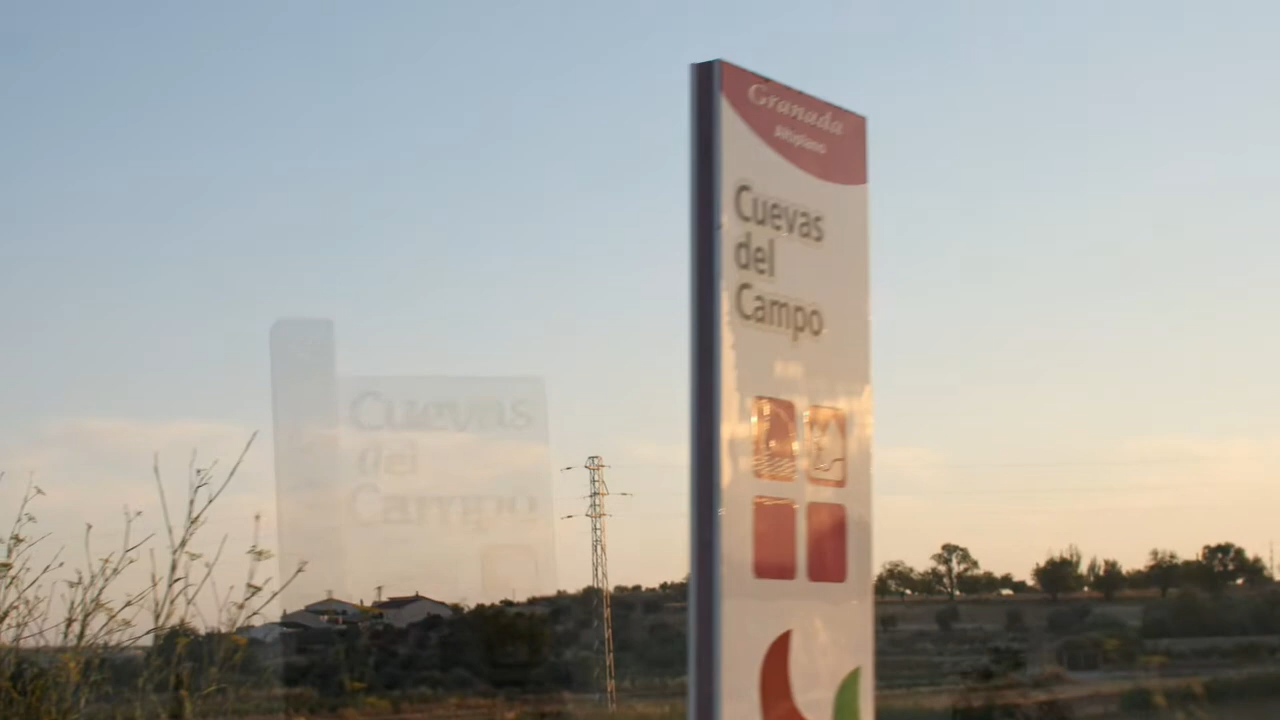 Granada
Altiplano
Cuevas
del
Campo
Cuevas
del
Campo